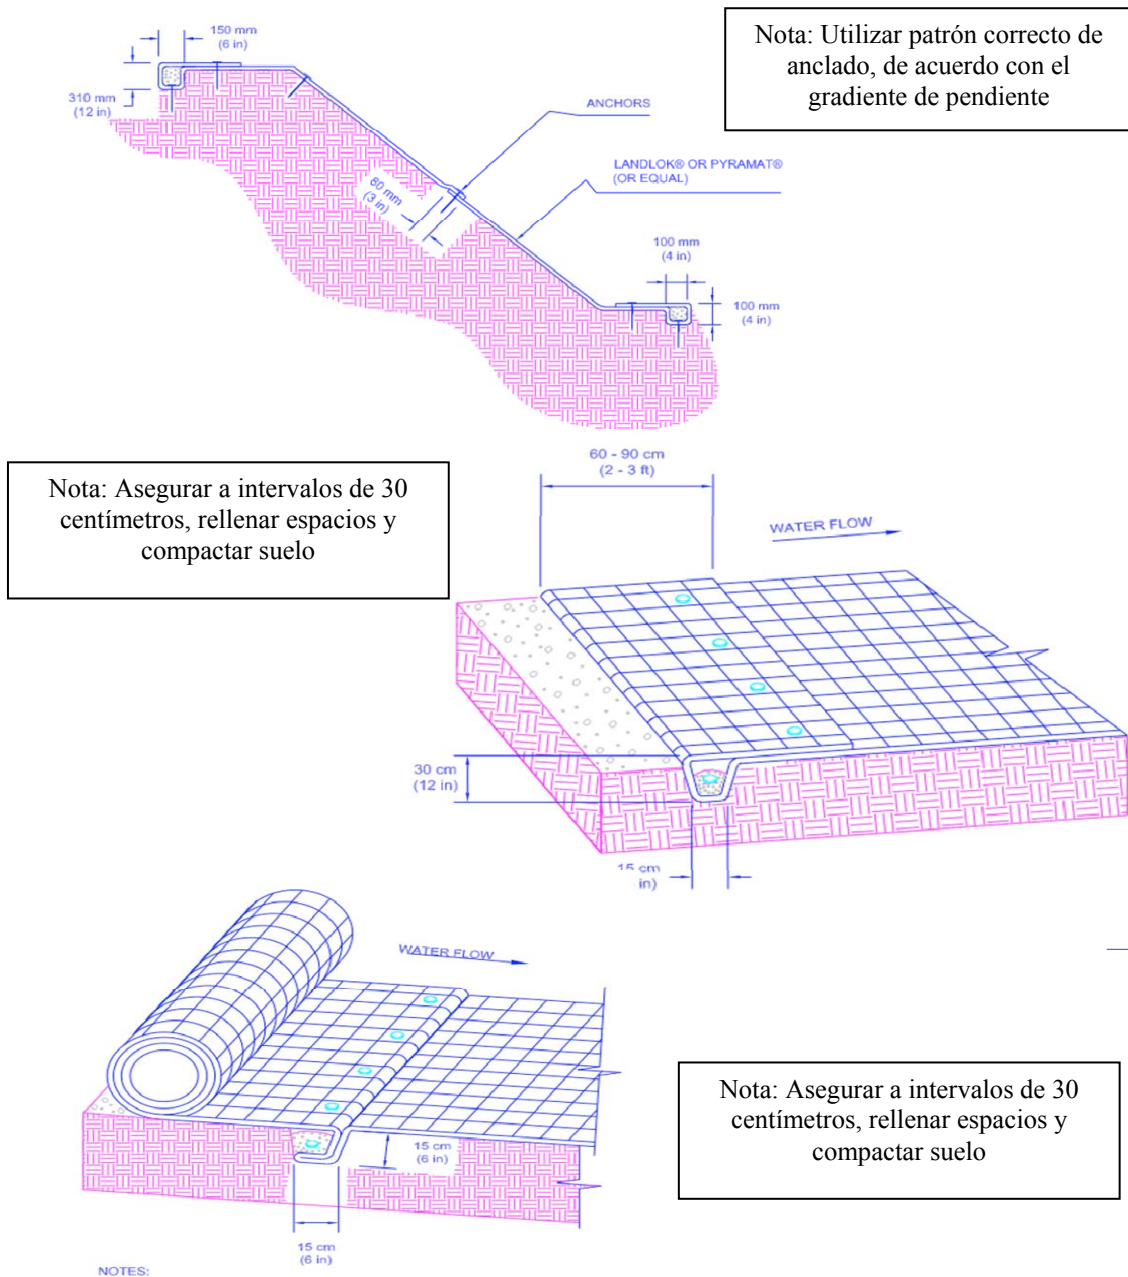 150 mm
(6 in)
Nota: Utilizar patrón correcto de
anclado, de acuerdo con el
gradiente de pendiente
310 mm
(12 in)
ANCHORS
LANDLOK® OR PYRAMAT®
(OR EQUAL)
80 mm
(3 in)
100 mm
(4 in)
100 mm
(4 in)
60 - 90 cm
(2 - 3 ft)
Nota: Asegurar a intervalos de 30
centímetros, rellenar espacios y
compactar suelo
WATER FLOW
30 cm
(12 in)
15 cm
in)
WATER FLOW
Nota: Asegurar a intervalos de 30
centímetros, rellenar espacios y
compactar suelo
15 cm
(6 in)
15 cm
(6 in)
NOTES: